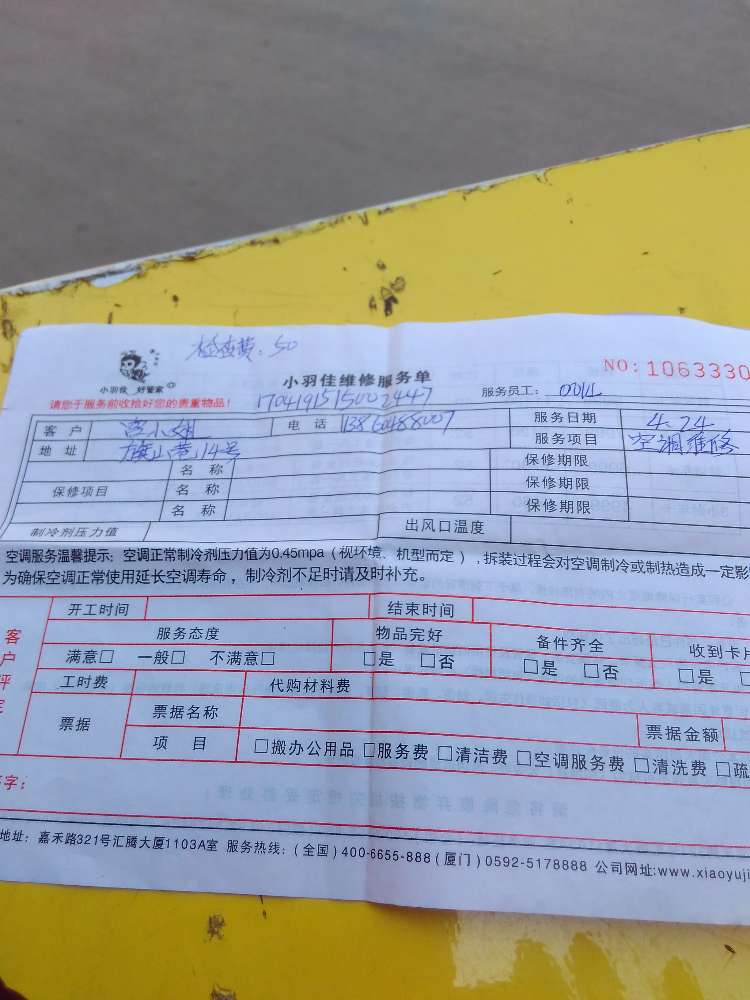 检查费：50
小羽佳 好管家
小羽佳维修服务单
NO: 1063330
请您于服务前收拾好您的贵重物品！
1704191515002447
服务员工：
客 户 小姐 电 话 13860488007 服务日期 4.24
地 址 旗山巷14号 服务项目 空调维修
保修项目
名 称 保修期限
名 称 保修期限
名 称 保修期限
制冷剂压力值 出风口温度
空调服务温馨提示：空调正常制冷剂压力值为0.45mpa（视环境、机型而定），拆装过程会对空调制冷或制热造成一定影
为确保空调正常使用延长空调寿命，制冷剂不足时请及时补充。
客户评
开工时间 结束时间
服务态度 物品完好 备件齐全 收到卡片
满意□ 一般□ 不满意□ □是 □否 □是 □否 □是
工时费 代购材料费
票据 票据名称 票据金额
项 目 □搬办公用品 □服务费 □清洁费 □空调服务费 □清洗费 □疏
字：
地址：嘉禾路321号汇腾大厦1103A室 服务热线：（全国）400-6655-888（厦门）0592-5178888 公司网址:www.xiaoyuji